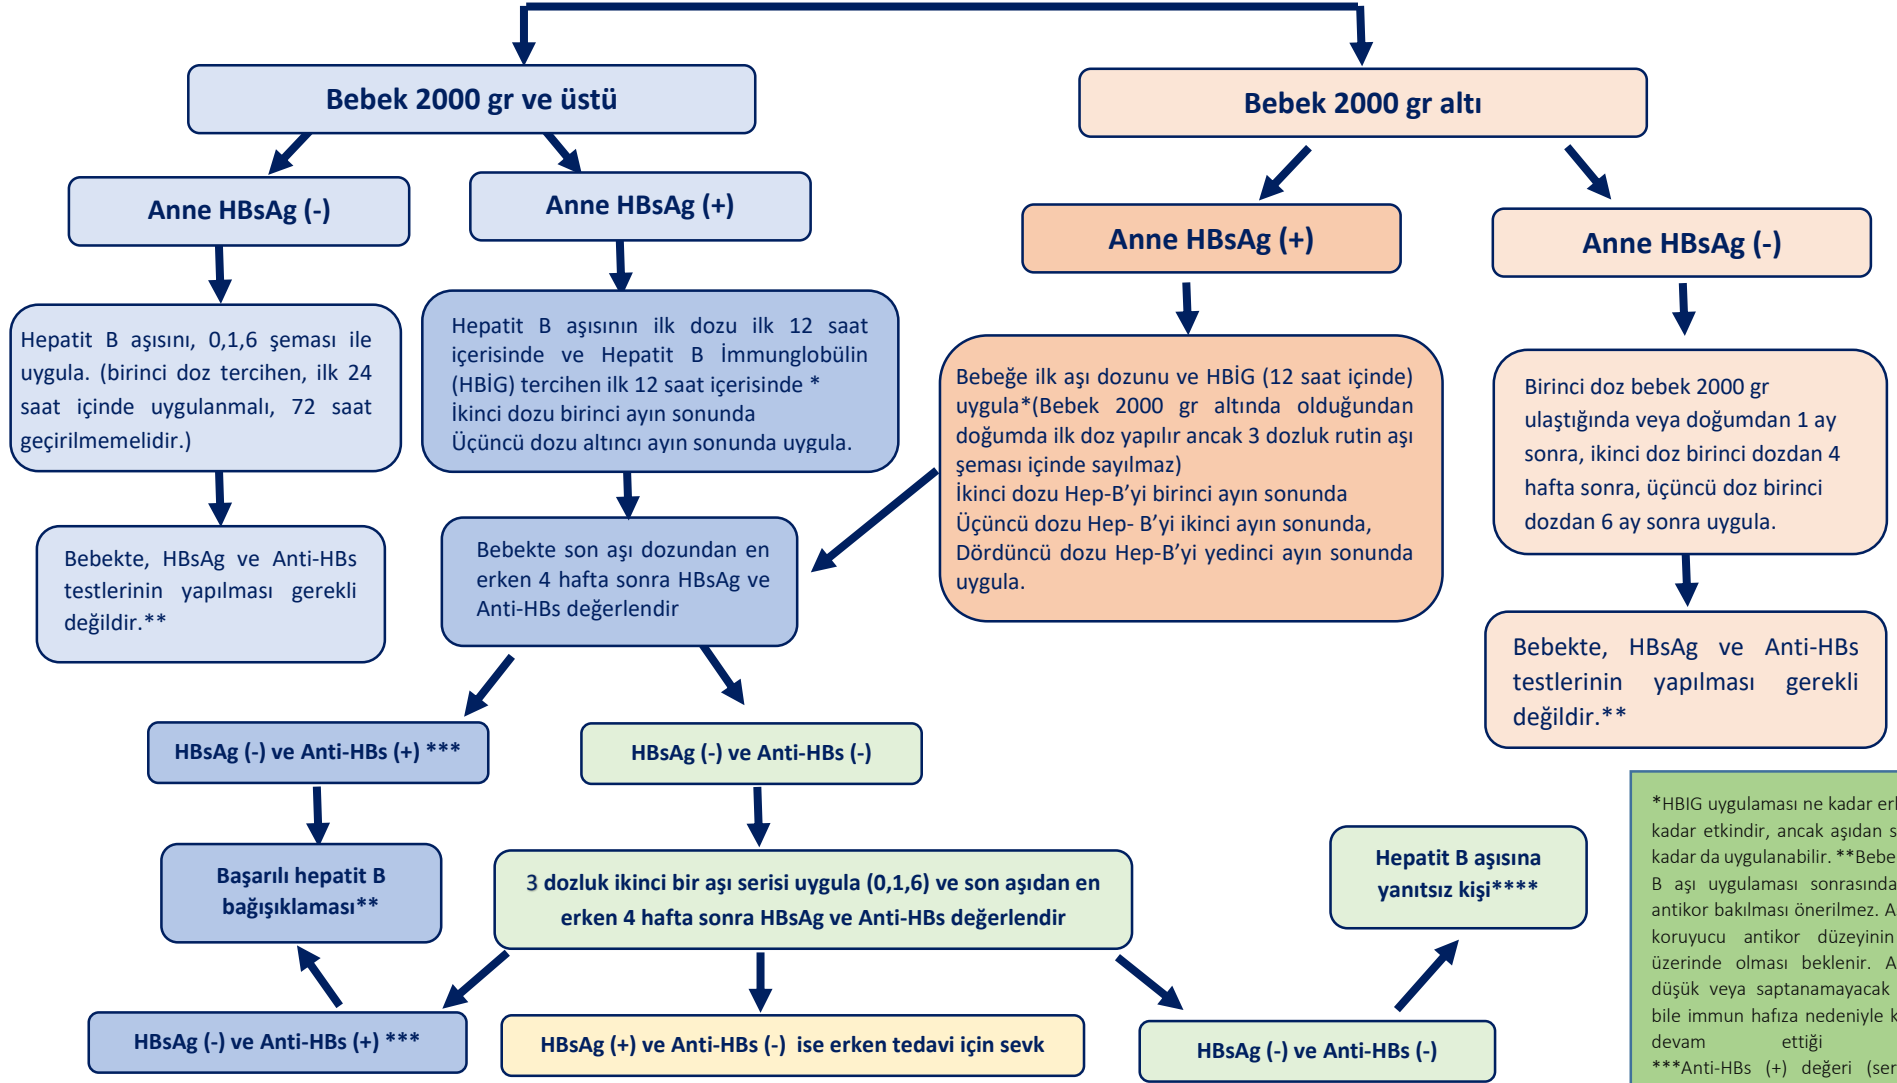 Bebek 2000 gr ve üstü
Bebek 2000 gr altı
Anne HBsAg (-)
Anne HBsAg (+)
Anne HBsAg (+)
Anne HBsAg (-)
Hepatit B aşısını, 0,1,6 şeması ile
uygula. (birinci doz tercihen, ilk 24
saat içinde uygulanmalı, 72 saat
geçirilmemelidir.)
Hepatit B aşısının ilk dozu ilk 12 saat
içerisinde ve Hepatit B İmmunglobülin
(HBİG) tercihen ilk 12 saat içerisinde *
İkinci dozu birinci ayın sonunda
Üçüncü dozu altıncı ayın sonunda uygula.
Bebeğe ilk aşı dozunu ve HBİG (12 saat içinde)
uygula*(Bebek 2000 gr altında olduğundan
doğumda ilk doz yapılır ancak 3 dozluk rutin aşı
şeması içinde sayılmaz)
İkinci dozu Hep-B’yi birinci ayın sonunda
Üçüncü dozu Hep- B’yi ikinci ayın sonunda,
Dördüncü dozu Hep-B’yi yedinci ayın sonunda
uygula.
Birinci doz bebek 2000 gr
ulaştığında veya doğumdan 1 ay
sonra, ikinci doz birinci dozdan 4
hafta sonra, üçüncü doz birinci
dozdan 6 ay sonra uygula.
Bebekte, HBsAg ve Anti-HBs
testlerinin yapılması gerekli
değildir.**
Bebekte son aşı dozundan en
erken 4 hafta sonra HBsAg ve
Anti-HBs değerlendir
Bebekte, HBsAg ve Anti-HBs
testlerinin yapılması gerekli
değildir.**
HBsAg (-) ve Anti-HBs (+) ***
HBsAg (-) ve Anti-HBs (-)
Başarılı hepatit B
bağışıklaması**
3 dozluk ikinci bir aşı serisi uygula (0,1,6) ve son aşıdan en
erken 4 hafta sonra HBsAg ve Anti-HBs değerlendir
Hepatit B aşısına
yanıtsız kişi****
HBsAg (-) ve Anti-HBs (+) ***
HBsAg (+) ve Anti-HBs (-) ise erken tedavi için sevk
HBsAg (-) ve Anti-HBs (-)
*HBIG uygulaması ne kadar
kadar etkindir, ancak aşıdan
kadar da uygulanabilir.
B aşı uygulaması sonrasında
antikor bakılması önerilmez.
koruyucu antikor düzeyinin
üzerinde olması beklenir.
düşük veya saptanamayacak
bile immun hafıza nedeniyle
devam ettiği
***Anti-HBs (+) değeri